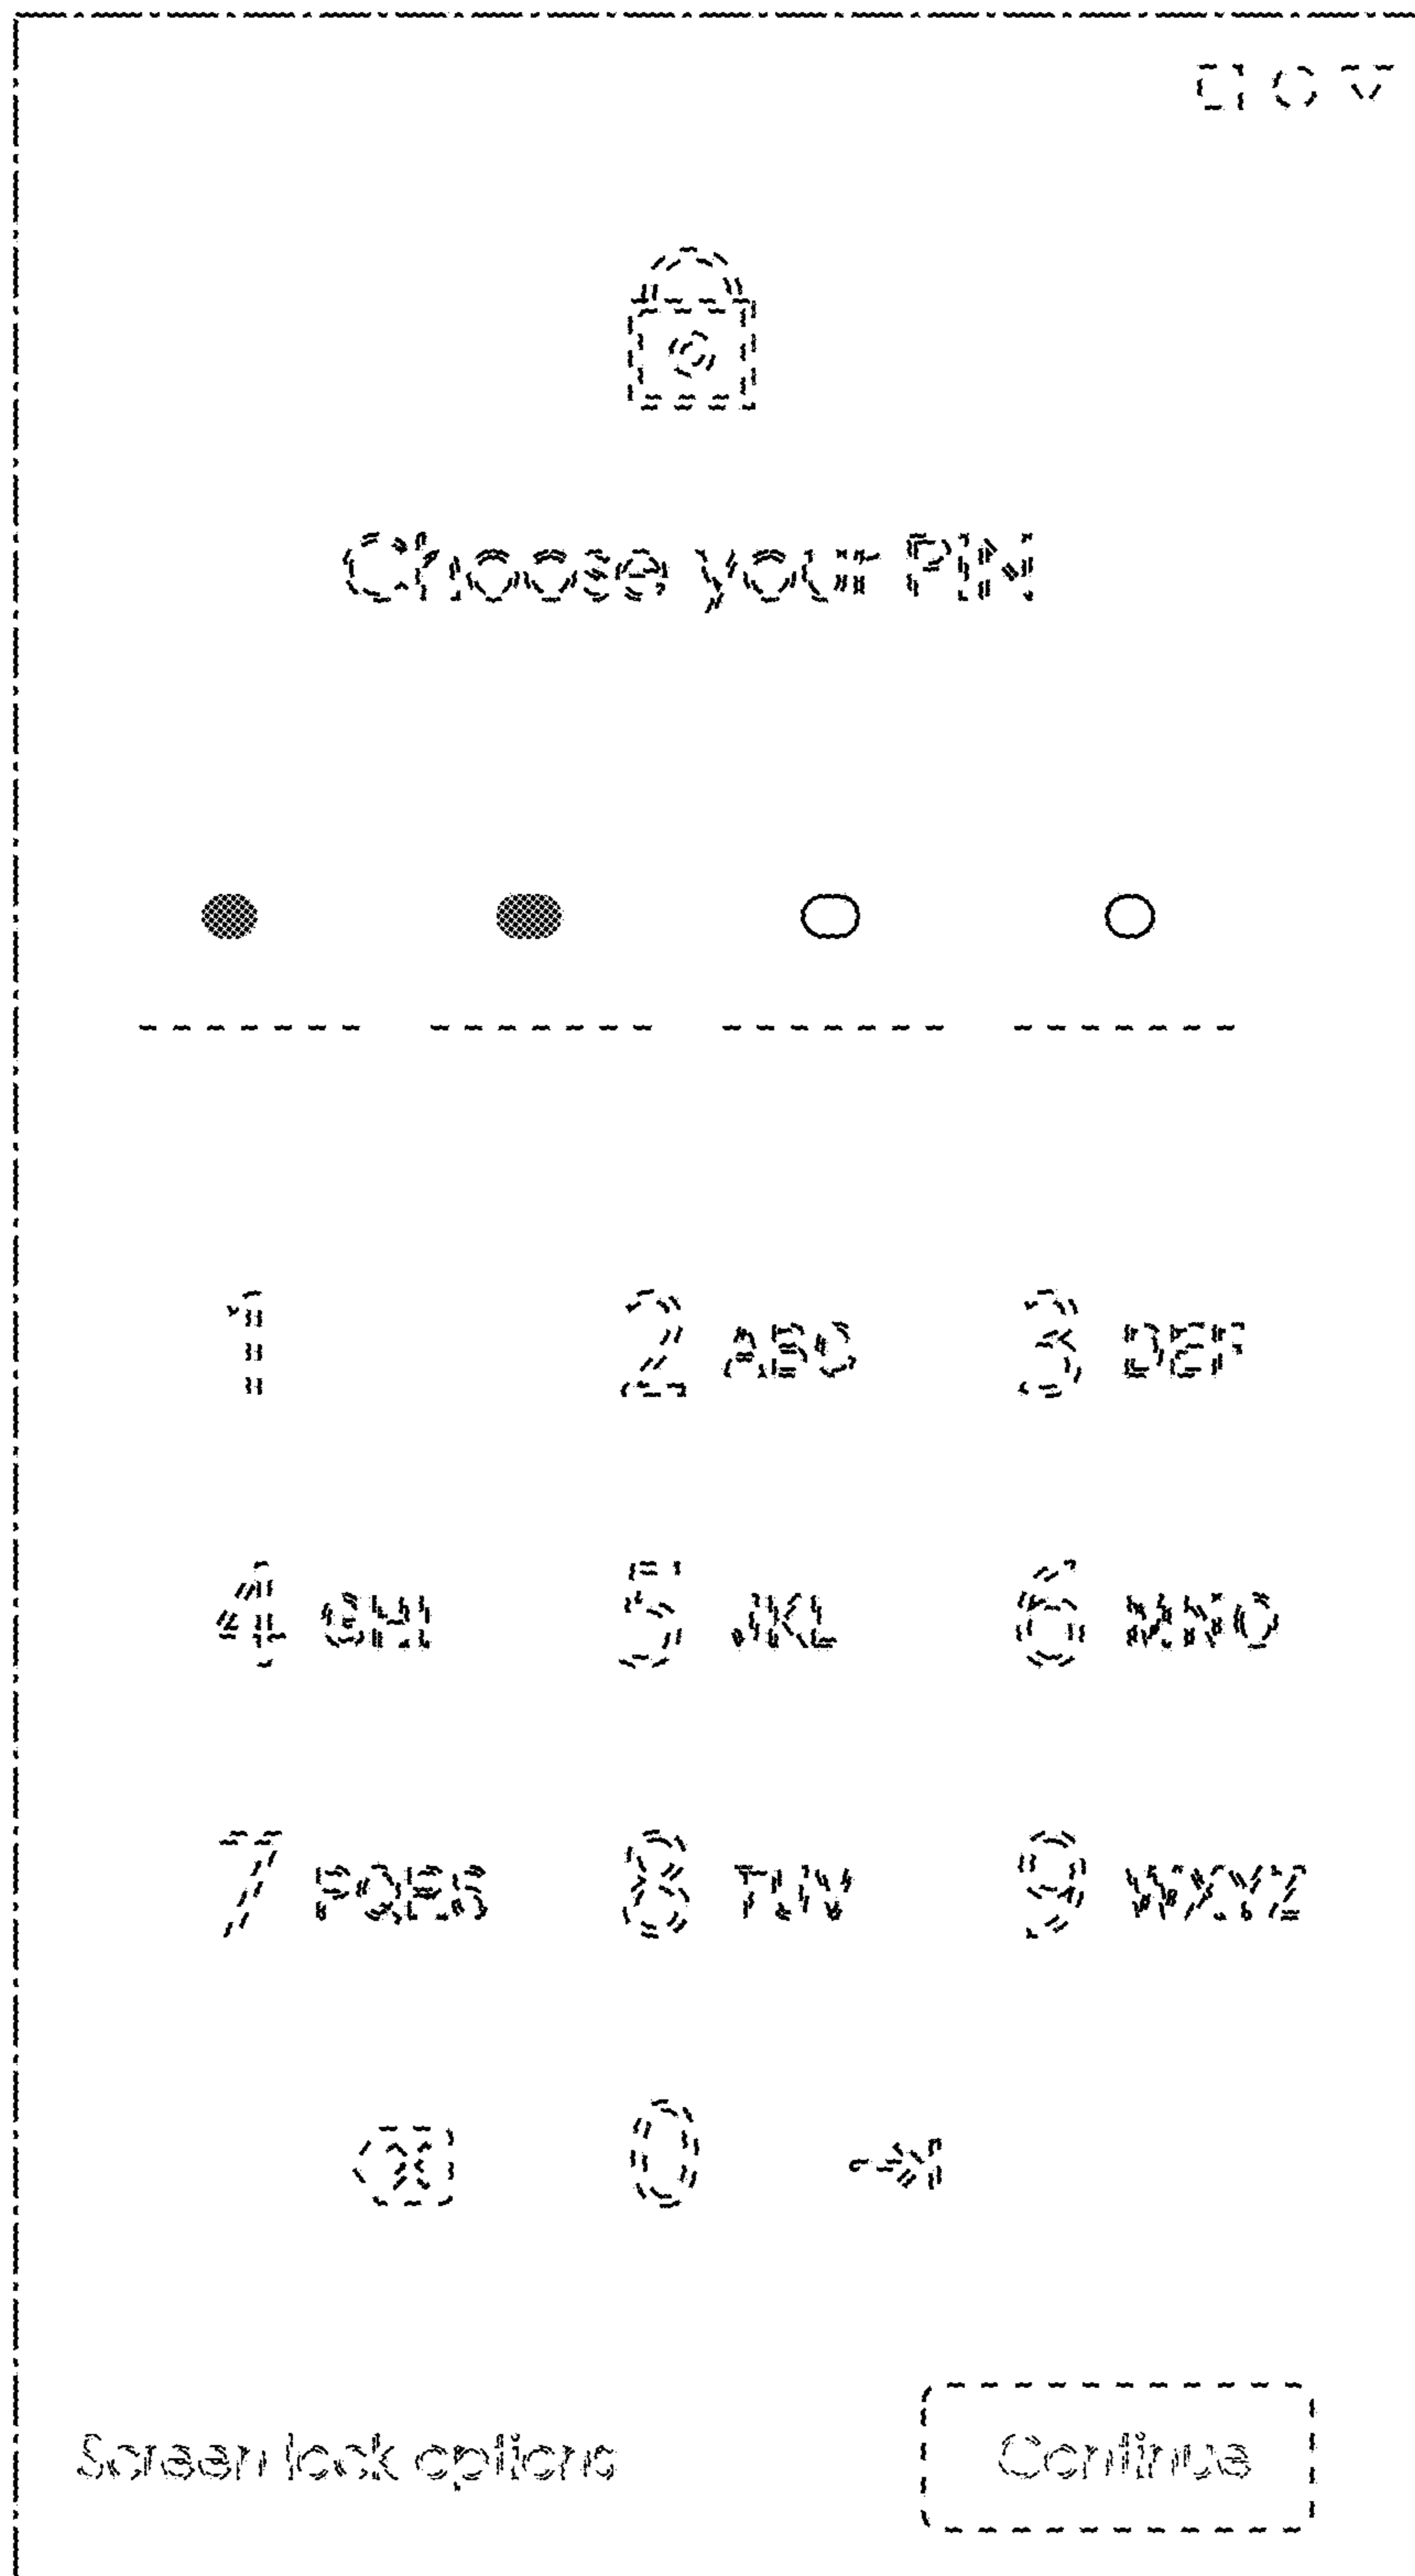 Choose your PIN
1 2 ABC 3 DEF
4 GHI 5 JKL 6 MNO
7 PQRS 8 TUV 9 WXYZ
0
Screen lock options Continue